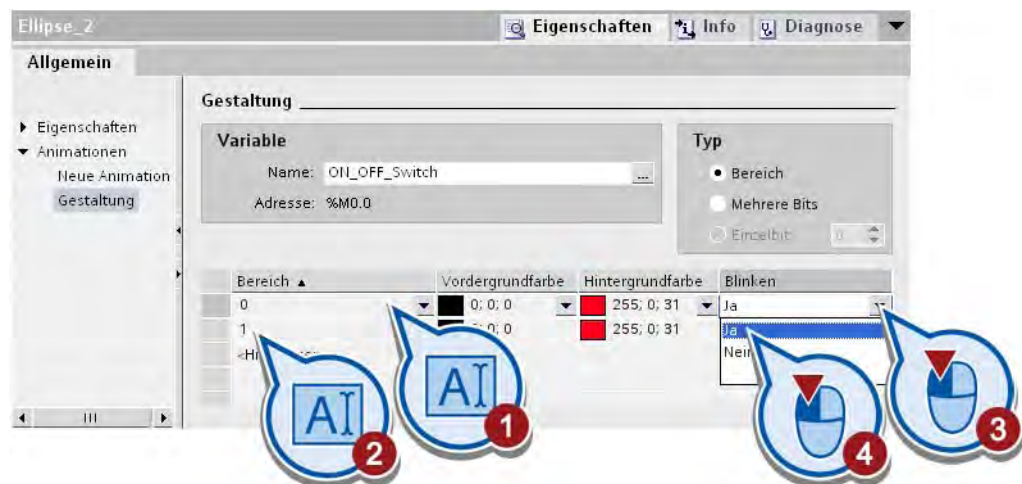 Ellipse_2
Eigenschaften Info Diagnose
Allgemein
Eigenschaften
Animationen
Neue Animation
Gestaltung
Gestaltung
Variable
Name: ON_OFF_Switch ...
Adresse: %M0.0
Typ
Bereich
Mehrere Bits
Einzelbit 0
Bereich Vordergrundfarbe Hintergrundfarbe Blinken
0 0; 0; 0 255; 0; 31 Ja
1 0; 0 255; 0; 31 Ja
Nein
AI 2
AI 1
4
3